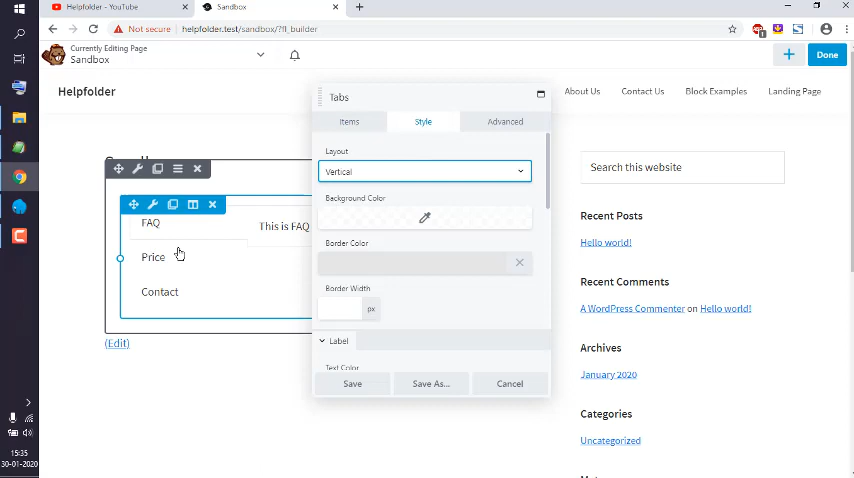 Helpfolder - YouTube
Sandbox
Not secure
helpfolder.test/sandbox/?fl_builder
1
Currently Editing Page
Sandbox
Done
Helpfolder
About Us
Contact Us
Block Examples
Landing Page
Tabs
Items
Style
Advanced
Layout
Vertical
Background Color
Border Color
Border Width
px
Label
Text Color
Save
Save As...
Cancel
FAQ
This is FAQ
Price
Contact
(Edit)
Search this website
Recent Posts
Hello world!
Recent Comments
A WordPress Commenter on Hello world!
Archives
January 2020
Categories
Uncategorized
15:35
30-01-2020